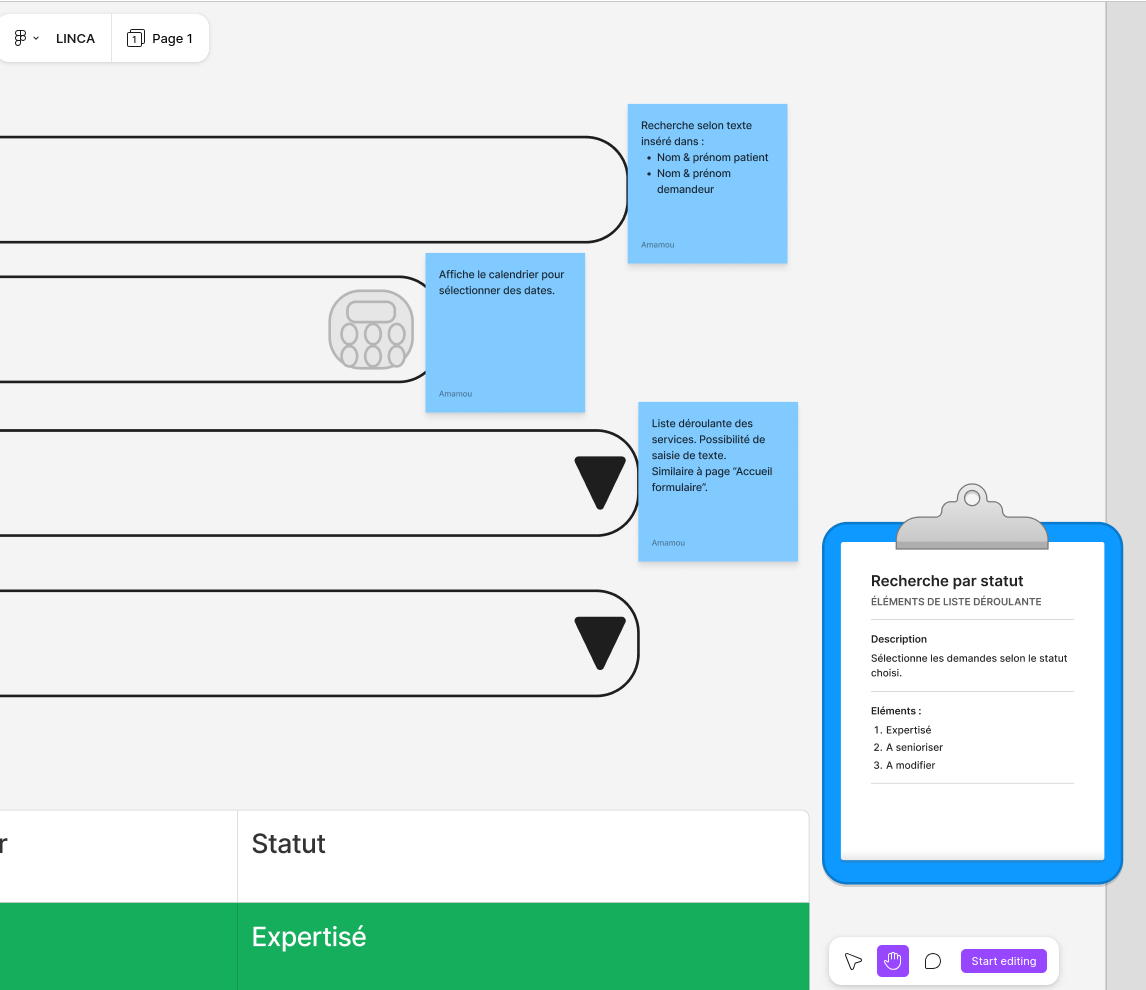 LINCA
1
Page 1
Recherche selon texte
inséré dans :
• Nom & prénom patient
• Nom & prénom
demandeur
Amamou
Affiche le calendrier pour
sélectionner des dates.
Amamou
Liste déroulante des
services. Possibilité de
saisie de texte.
Similaire à page “Accueil
formulaire”.
Amamou
Recherche par statut
ÉLÉMENTS DE LISTE DÉROULANTE
Description
Sélectionne les demandes selon le statut
choisi.
Eléments :
1. Expertisé
2. A senioriser
3. A modifier
r
Statut
Expertisé
Start editing